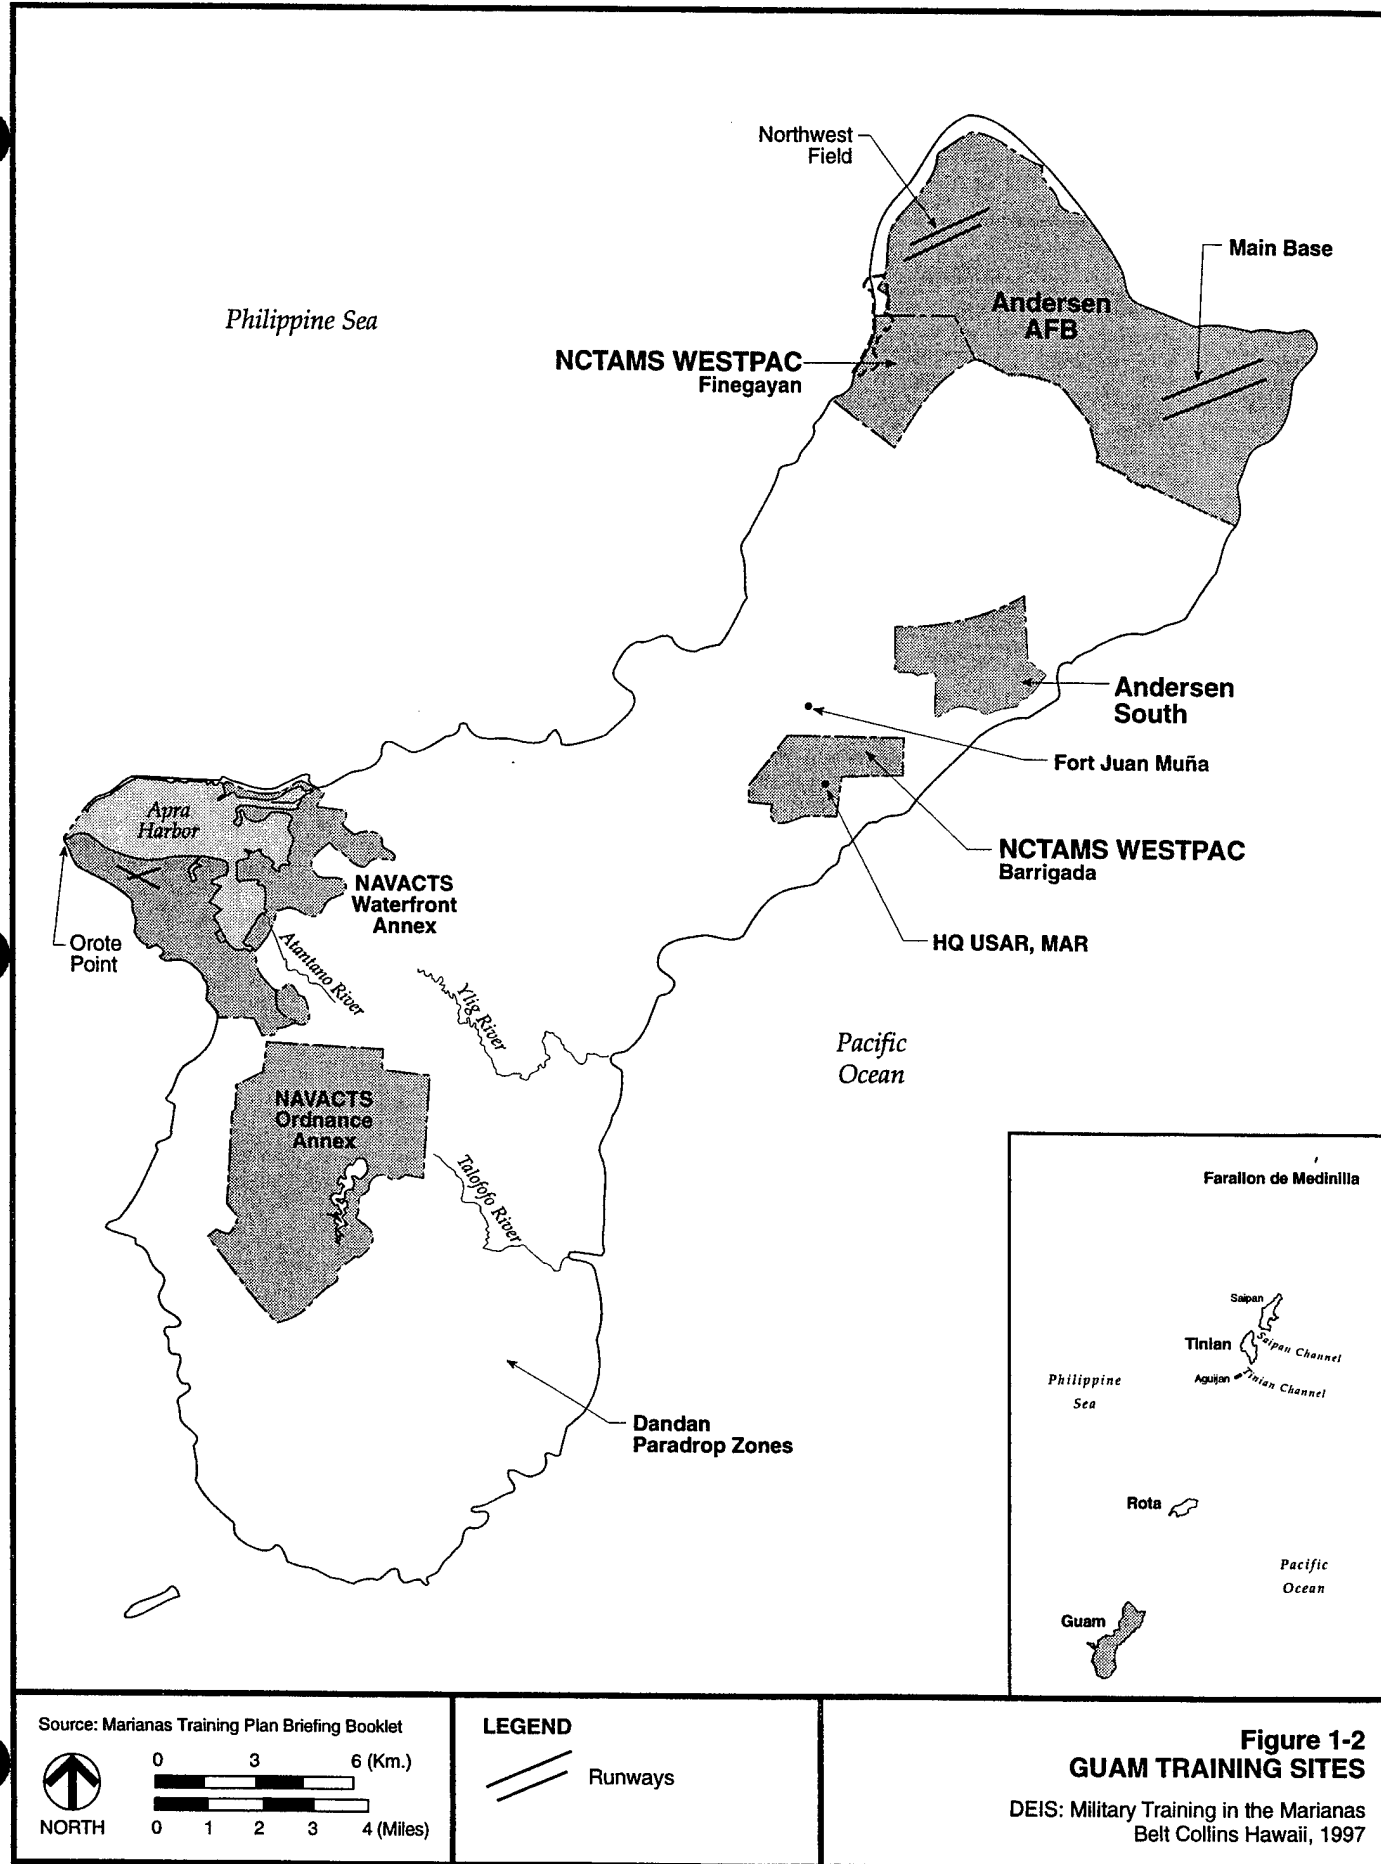 Northwest
Field
Main Base
Philippine Sea
Andersen
AFB
NCTAMS WESTPAC
Finegayan
Andersen
South
Fort Juan Muña
Apra
Harbor
NCTAMS WESTPAC
Barrigada
NAVACTS
Waterfront
Annex
Orote
Point
HQ USAR, MAR
Atantano River
Ylig River
Pacific
Ocean
NAVACTS
Ordnance
Annex
Talofofo River
Dandan
Paradrop Zones
Farallon de Medinilla
Saipan
Tinian
Saipan Channel
Aguijan
Tinian Channel
Philippine
Sea
Rota
Pacific
Ocean
Guam
Source: Marianas Training Plan Briefing Booklet
0 3 6 (Km.)
NORTH
0 1 2 3 4 (Miles)
LEGEND
Runways
Figure 1-2
GUAM TRAINING SITES
DEIS: Military Training in the Marianas
Belt Collins Hawaii, 1997